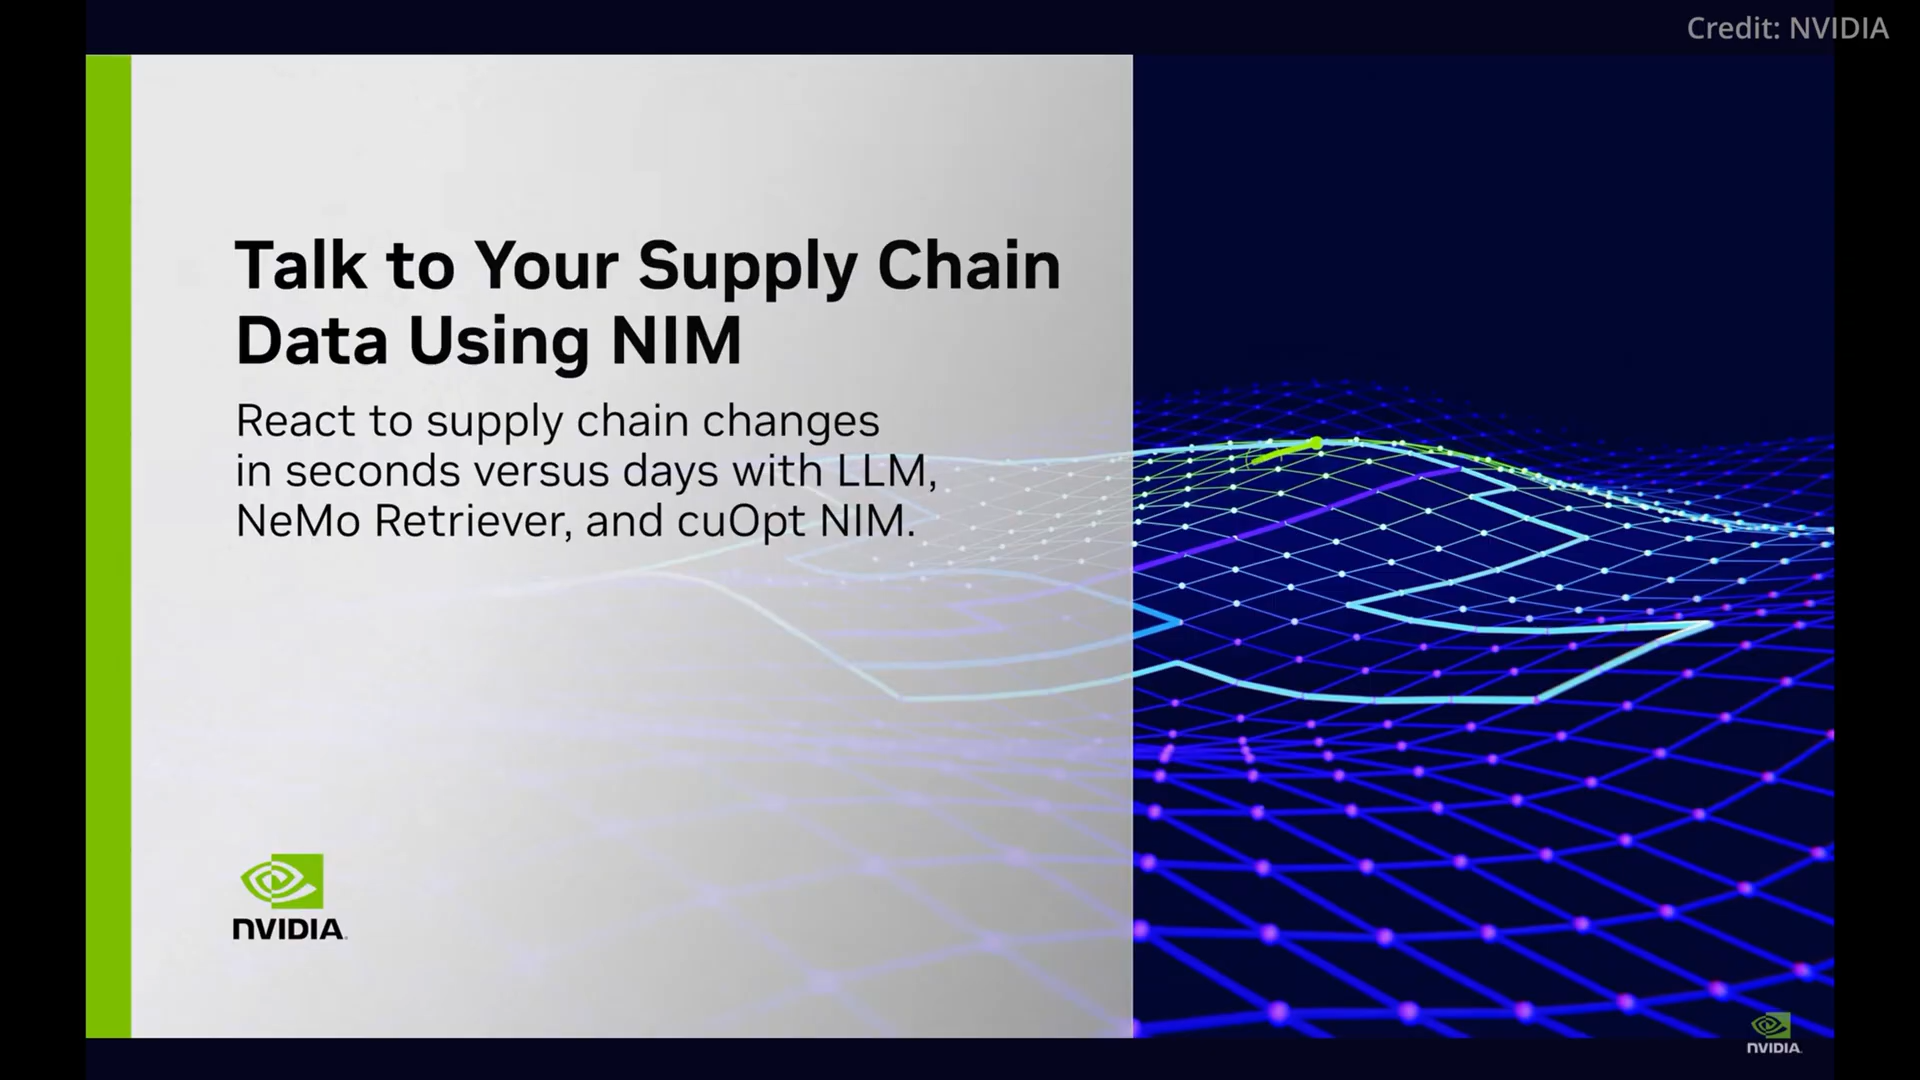 Credit: NVIDIA
Talk to Your Supply Chain
Data Using NIM
React to supply chain changes
in seconds versus days with LLM,
NeMo Retriever, and cuOpt NIM.
NVIDIA
NVIDIA